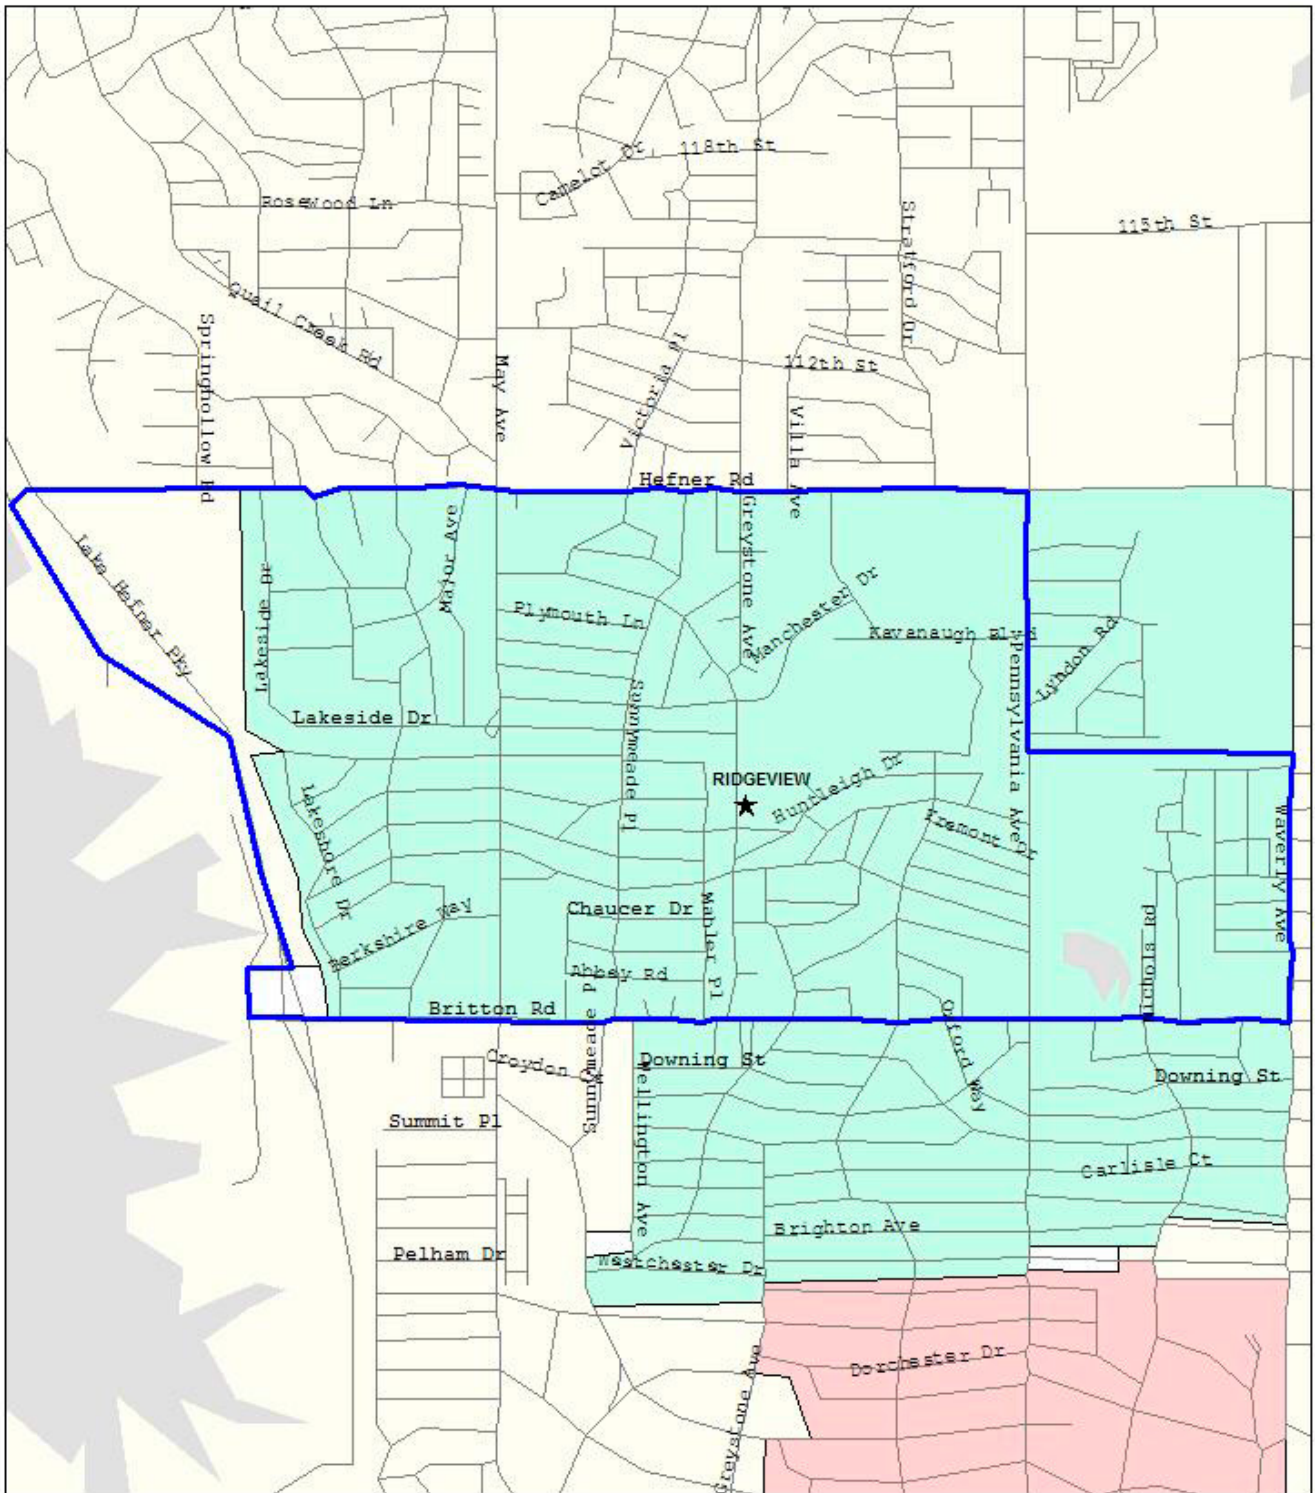 Camelot Dr
118th St
Rosewood Ln
Stratford Dr
115th St
Quail Creek Rd
Springhollow Rd
May Ave
Victoria Pl
112th St
Villa Ave
Hefner Rd
Greystone Ave
Major Ave
Lake Hefner Pky
Lakeside Dr
Plymouth Ln
Manchester Dr
Kavanaugh Blvd
Lyndon Rd
Pennsylvania Ave
Sunnymeade Pl
Lakeside Dr
RIDGEVIEW
Huntleigh Dr
Lakeshore Dr
Fremont Dr
Waverly Ave
Berkshire Way
Chaucer Dr
Mabler Pl
Nichols Rd
Abbey Rd
Britton Rd
Sunnymeade Pl
Croydon Ct
Downing St
Oxford Way
Downing St
Wellington Ave
Summit Pl
Carlisle Ct
Brighton Ave
Pelham Dr
Westchester Dr
Dorchester Dr
Greystone Ave